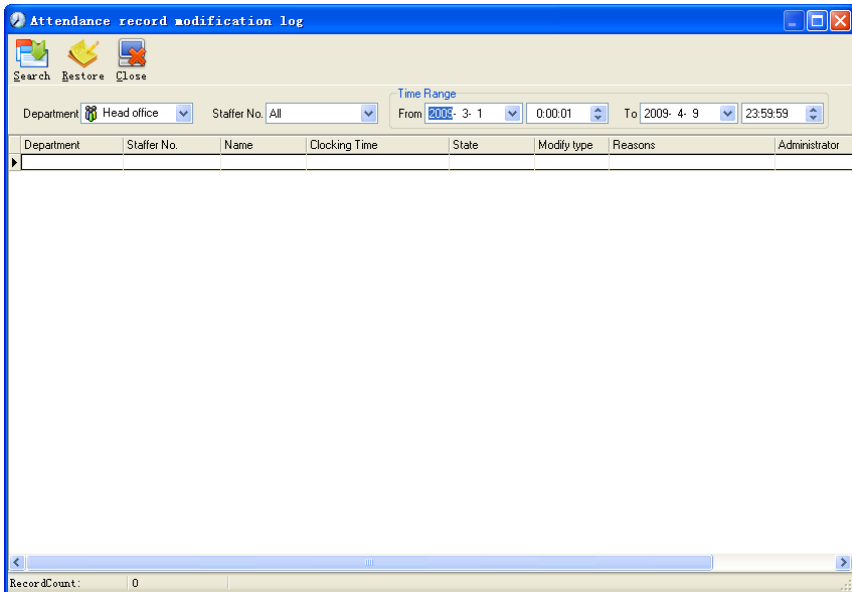 Attendance record modification log
Search Restore Close
Time Range
Department Head office Staffer No. All From 2009- 3- 1 0:00:01 To 2009- 4- 9 23:59:59
Department Staffer No. Name Clocking Time State Modify type Reasons Administrator
RecordCount: 0